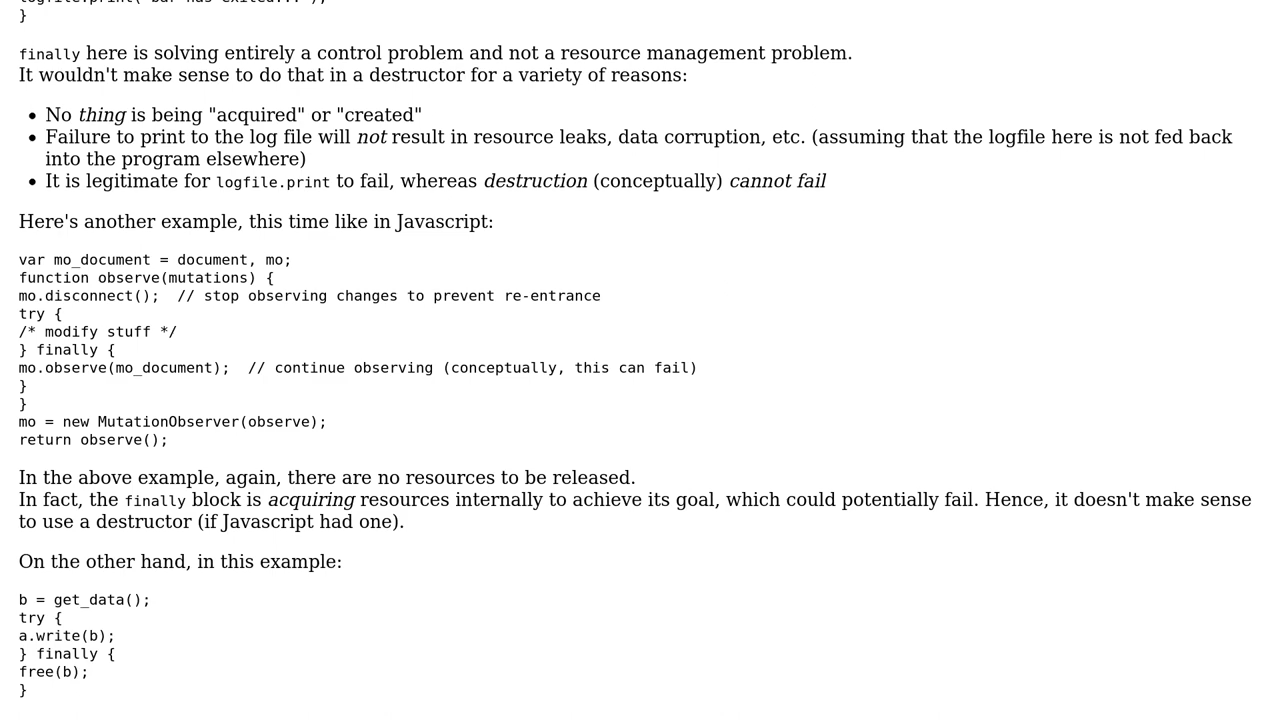 logfile.print("bar has exited...");
}
finally here is solving entirely a control problem and not a resource management problem.
It wouldn't make sense to do that in a destructor for a variety of reasons:
• No thing is being "acquired" or "created"
• Failure to print to the log file will not result in resource leaks, data corruption, etc. (assuming that the logfile here is not fed back
into the program elsewhere)
• It is legitimate for logfile.print to fail, whereas destruction (conceptually) cannot fail
Here's another example, this time like in Javascript:
var mo_document = document, mo;
function observe(mutations) {
mo.disconnect();  // stop observing changes to prevent re-entrance
try {
/* modify stuff */
} finally {
mo.observe(mo_document);  // continue observing (conceptually, this can fail)
}
}
mo = new MutationObserver(observe);
return observe();
In the above example, again, there are no resources to be released.
In fact, the finally block is acquiring resources internally to achieve its goal, which could potentially fail. Hence, it doesn't make sense
to use a destructor (if Javascript had one).
On the other hand, in this example:
b = get_data();
try {
a.write(b);
} finally {
free(b);
}